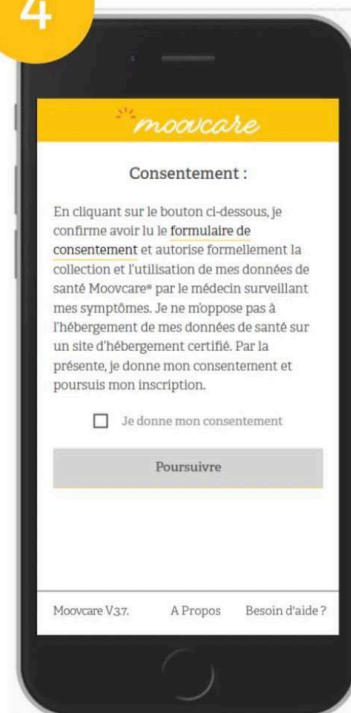 4
moovcare
Consentement :
En cliquant sur le bouton ci-dessous, je
confirme avoir lu le formulaire de
consentement et autorise formellement la
collection et l'utilisation de mes données de
santé Moovcare® par le médecin surveillant
mes symptômes. Je ne m'oppose pas à
l'hébergement de mes données de santé sur
un site d'hébergement certifié. Par la
présente, je donne mon consentement et
poursuis mon inscription.
Je donne mon consentement
Poursuivre
Moovcare V.3.7. A Propos Besoin d'aide ?